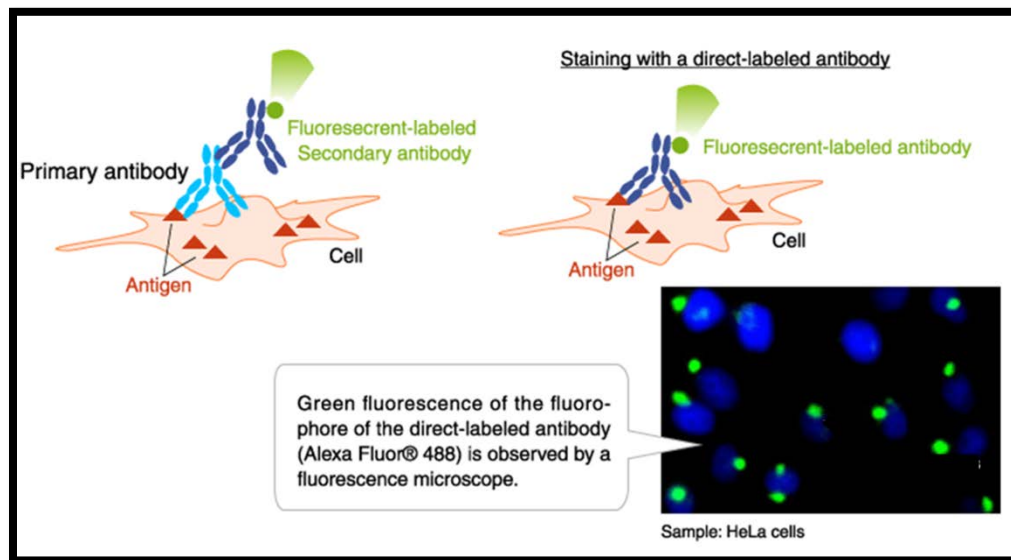 Fluoresecrent-labeled
Secondary antibody
Primary antibody
Cell
Antigen
Staining with a direct-labeled antibody
Fluoresecrent-labeled antibody
Cell
Antigen
Green fluorescence of the fluoro-
phore of the direct-labeled antibody
(Alexa Fluor® 488) is observed by a
fluorescence microscope.
Sample: HeLa cells